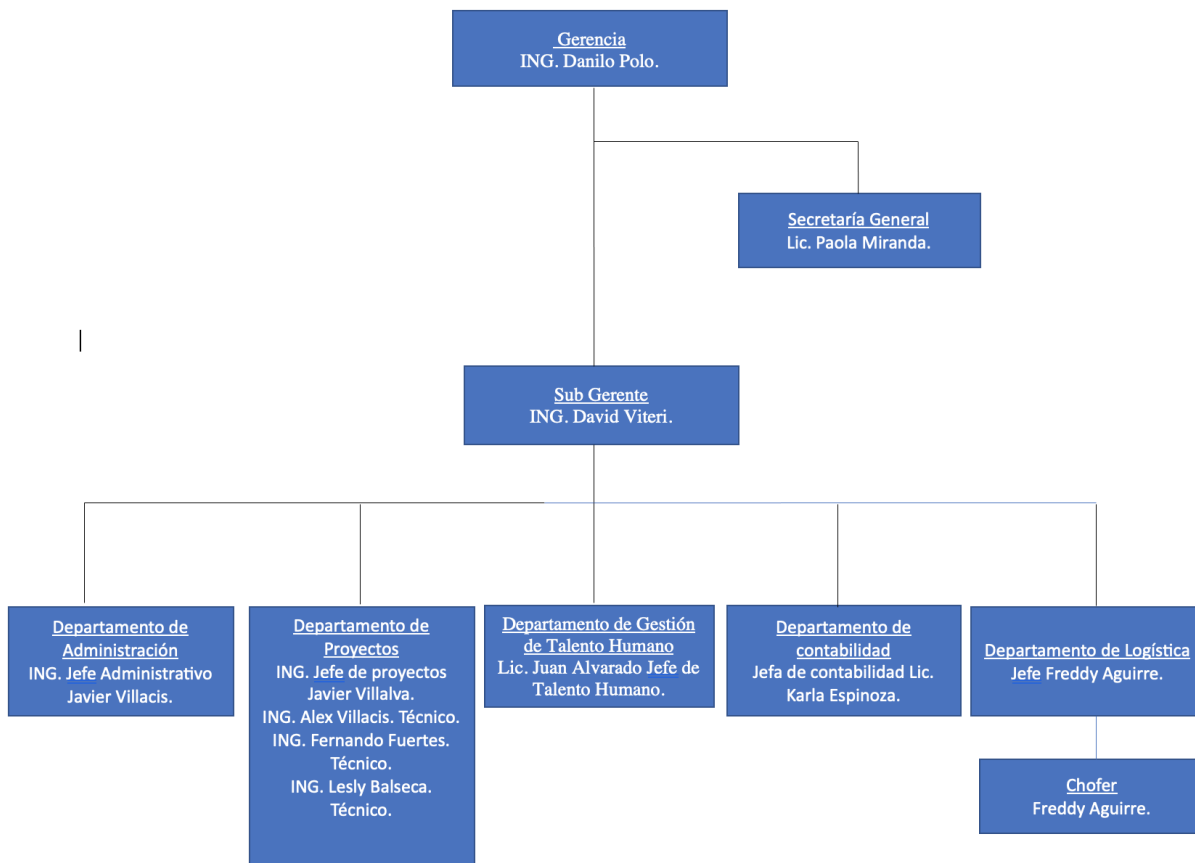 Gerencia
ING. Danilo Polo.
Secretaría General
Lic. Paola Miranda.
Sub Gerente
ING. David Viteri.
Departamento de
Administración
ING. Jefe Administrativo
Javier Villacis.
Departamento de
Proyectos
ING. Jefe de proyectos
Javier Villalva.
ING. Alex Villacis. Técnico.
ING. Fernando Fuertes.
Técnico.
ING. Lesly Balseca.
Técnico.
Departamento de Gestión
de Talento Humano
Lic. Juan Alvarado Jefe de
Talento Humano.
Departamento de
contabilidad
Jefa de contabilidad Lic.
Karla Espinoza.
Departamento de Logística
Jefe Freddy Aguirre.
Chofer
Freddy Aguirre.